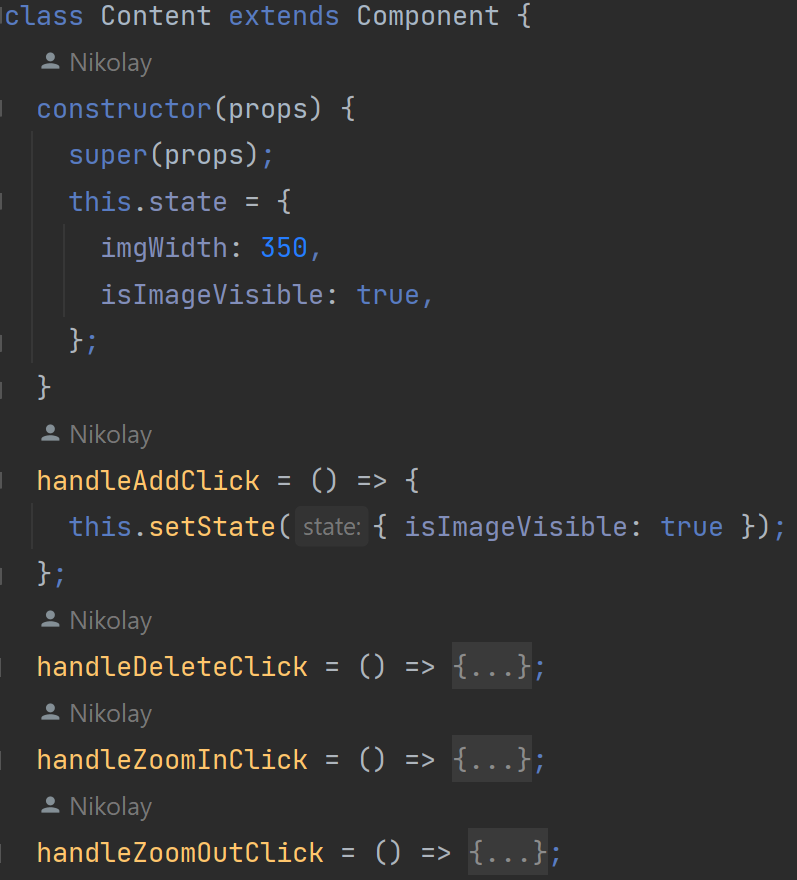 class Content extends Component {
Nikolay
constructor(props) {
super(props);
this.state = {
imgWidth: 350,
isImageVisible: true,
};
}
Nikolay
handleAddClick = () => {
this.setState( state: { isImageVisible: true });
};
Nikolay
handleDeleteClick = () => {...};
Nikolay
handleZoomInClick = () => {...};
Nikolay
handleZoomOutClick = () => {...};